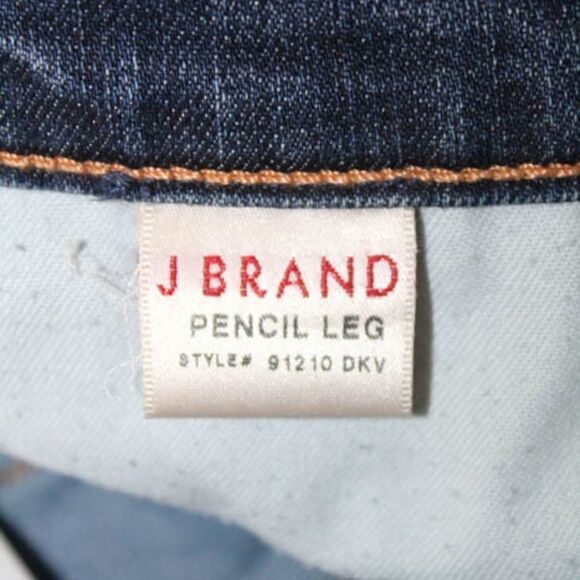 J BRAND
PENCIL LEG
STYLE# 91210 DKV